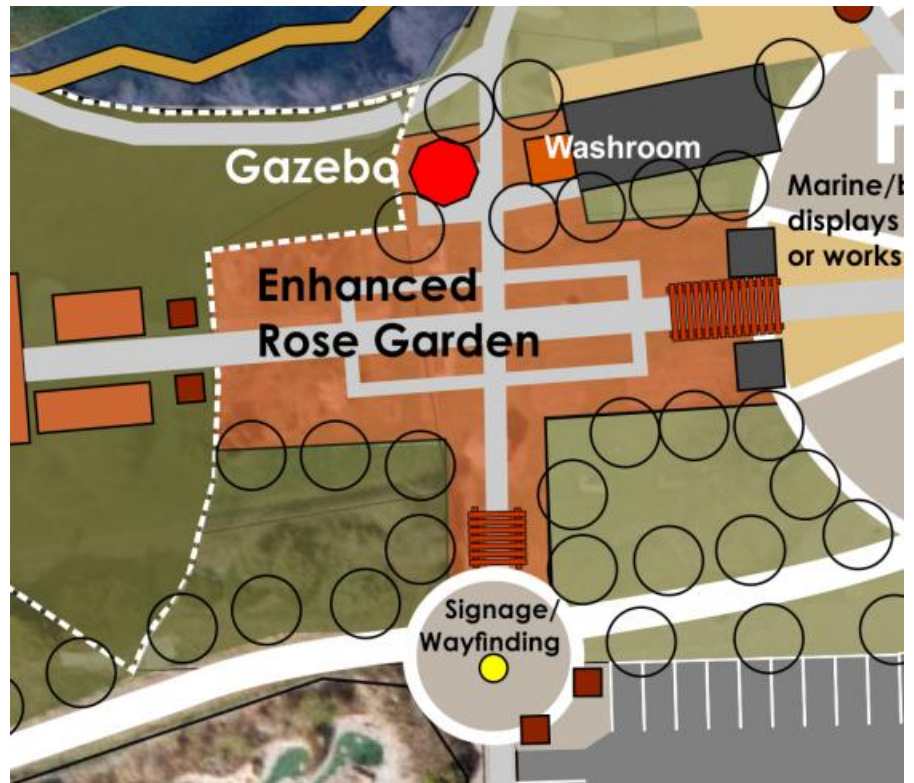 Gazebo
Washroom
Marine/b
displays
or works
Enhanced
Rose Garden
Signage/
Wayfinding